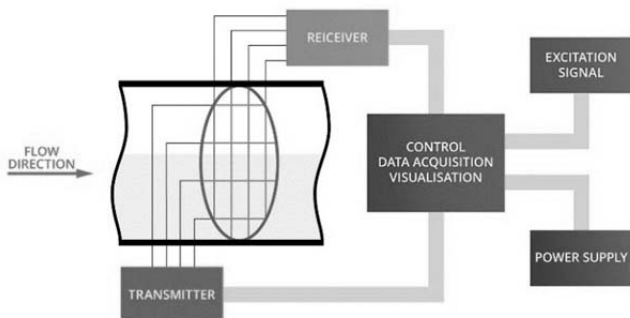 REICEIVER
EXCITATION
SIGNAL
FLOW
DIRECTION
CONTROL
DATA ACQUISITION
VISUALISATION
POWER SUPPLY
TRANSMITTER